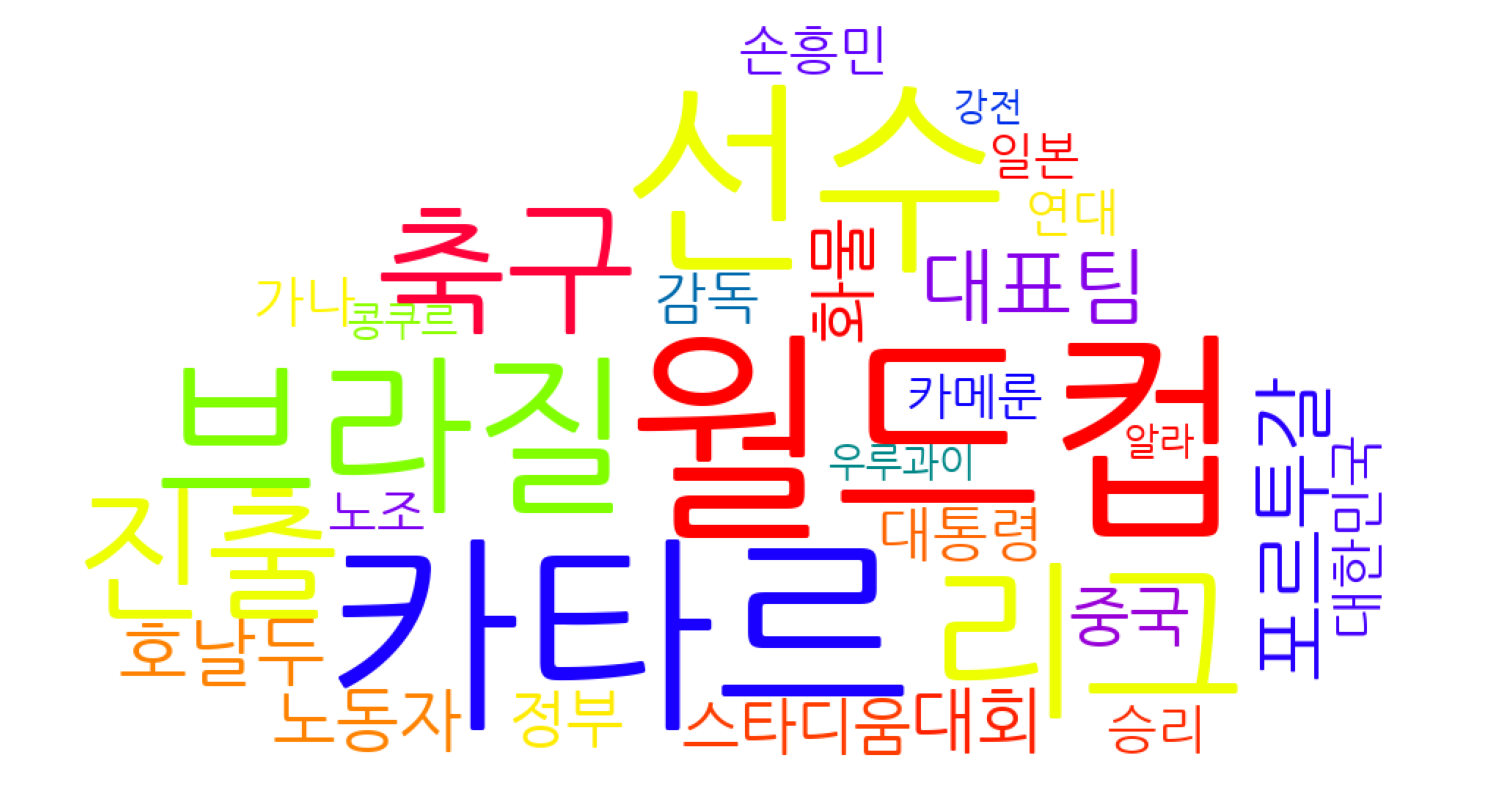 손흥민
선수
강전
일본
연대
축구
화물
대표팀
가나
콩쿠르
감독
브라질
월드컵
카메룬
알라
우루과이
포르투갈
대한민국
진출
노조
대통령
카타르
리그
중국
호날두
노동자
정부
스타디움
대회
승리